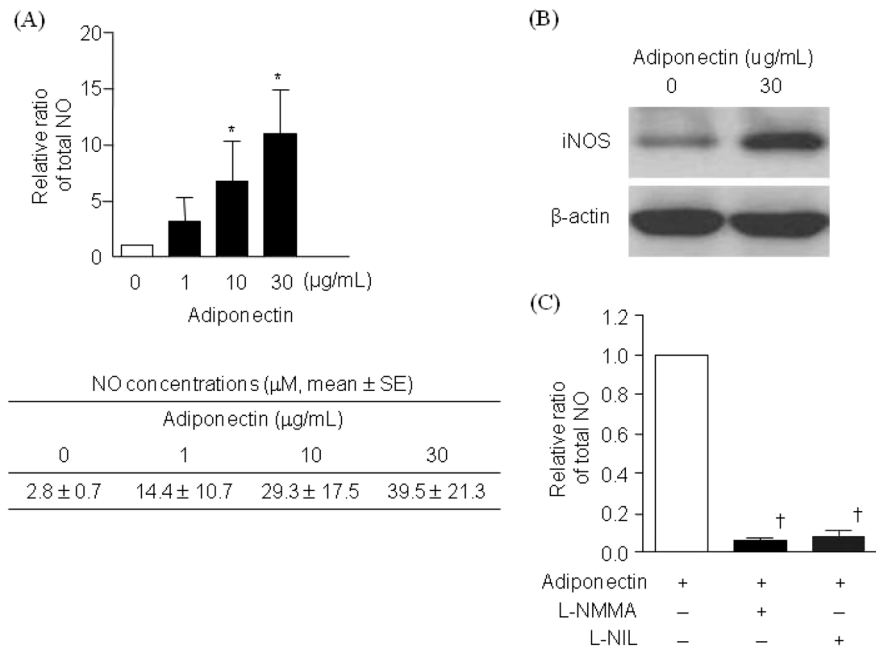 (A)
Relative ratio
of total NO
20
15
10
5
0
*
*
0 1 10 30 (μg/mL)
Adiponectin
NO concentrations (μM, mean ± SE)
Adiponectin (μg/mL)
0 1 10 30
2.8 ± 0.7 14.4 ± 10.7 29.3 ± 17.5 39.5 ± 21.3
(B)
Adiponectin (ug/mL)
0 30
iNOS
β-actin
(C)
Relative ratio
of total NO
1.2
1.0
0.8
0.6
0.4
0.2
0.0
† †
Adiponectin + + +
L-NMMA – + –
L-NIL – – +